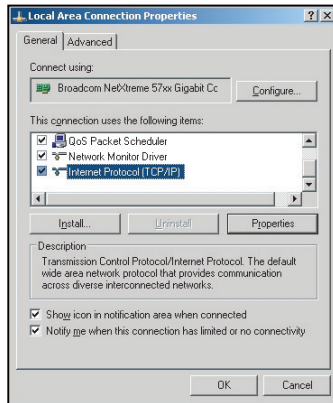 Local Area Connection Properties
General Advanced
Connect using:
Broadcom NetXtreme 57xx Gigabit Cc
Configure...
This connection uses the following items:
QoS Packet Scheduler
Network Monitor Driver
Internet Protocol (TCP/IP)
Install... Uninstall Properties
Description
Transmission Control Protocol/Internet Protocol. The default
wide area network protocol that provides communication
across diverse interconnected networks.
Show icon in notification area when connected
Notify me when this connection has limited or no connectivity
OK Cancel